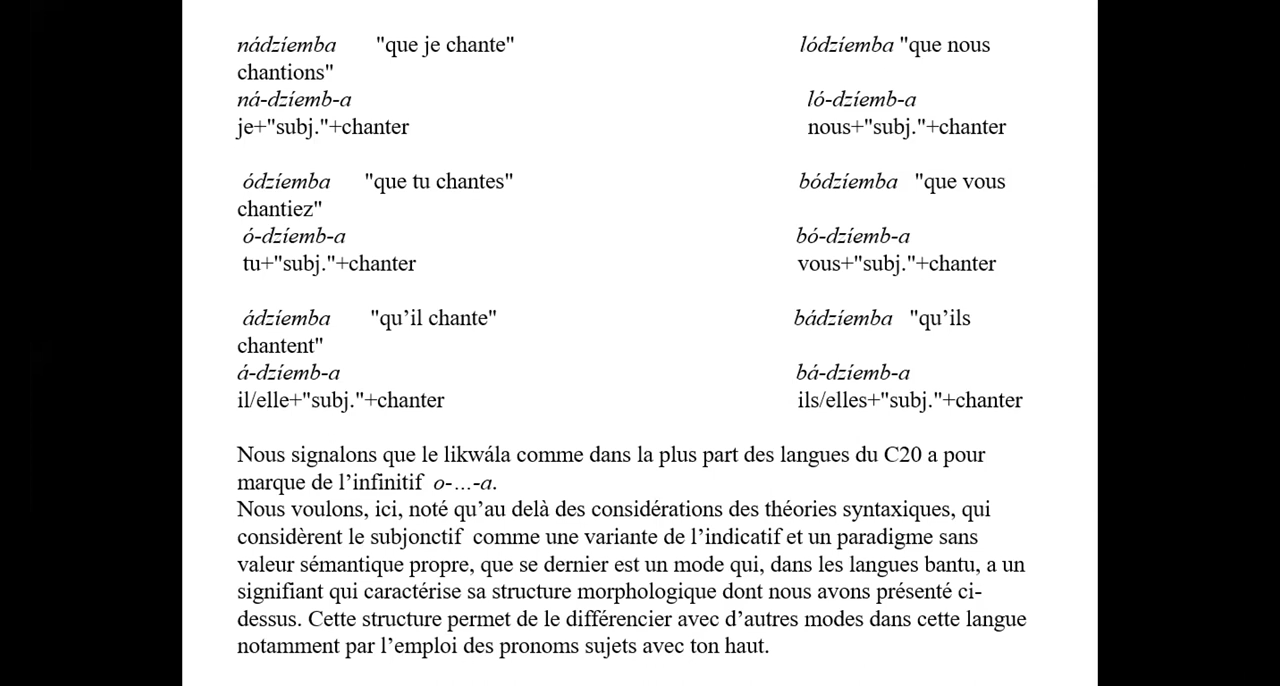 nádzíemba "que je chante" lódzíemba "que nous
chantions"
ná-dzíemb-a ló-dzíemb-a
je+"subj."+chanter nous+"subj."+chanter
ódzíemba "que tu chantes" bódzíemba "que vous
chantiez"
ó-dzíemb-a bó-dzíemb-a
tu+"subj."+chanter vous+"subj."+chanter
ádzíemba "qu’il chante" bádzíemba "qu’ils
chantent"
á-dzíemb-a bá-dzíemb-a
il/elle+"subj."+chanter ils/elles+"subj."+chanter
Nous signalons que le likwála comme dans la plus part des langues du C20 a pour
marque de l’infinitif o-...-a.
Nous voulons, ici, noté qu’au delà des considérations des théories syntaxiques, qui
considèrent le subjonctif comme une variante de l’indicatif et un paradigme sans
valeur sémantique propre, que se dernier est un mode qui, dans les langues bantu, a un
signifiant qui caractérise sa structure morphologique dont nous avons présenté ci-
dessus. Cette structure permet de le différencier avec d’autres modes dans cette langue
notamment par l’emploi des pronoms sujets avec ton haut.